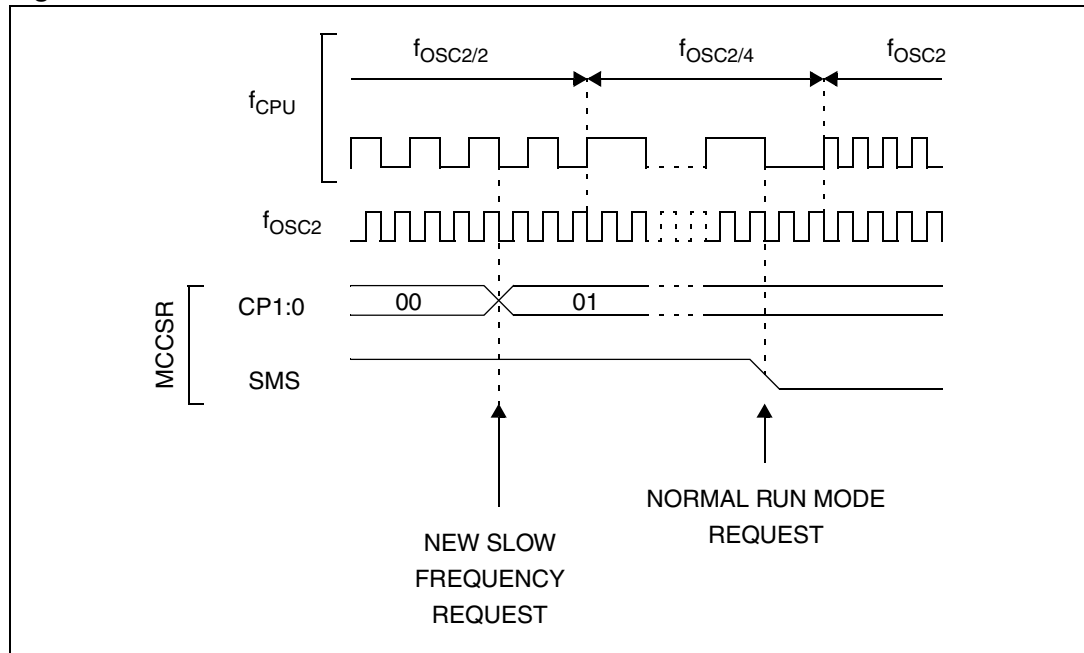 fOSC2/2 fOSC2/4 fOSC2
fCPU
fOSC2
MCCSR
CP1:0 00 01
SMS
NEW SLOW
FREQUENCY
REQUEST
NORMAL RUN MODE
REQUEST